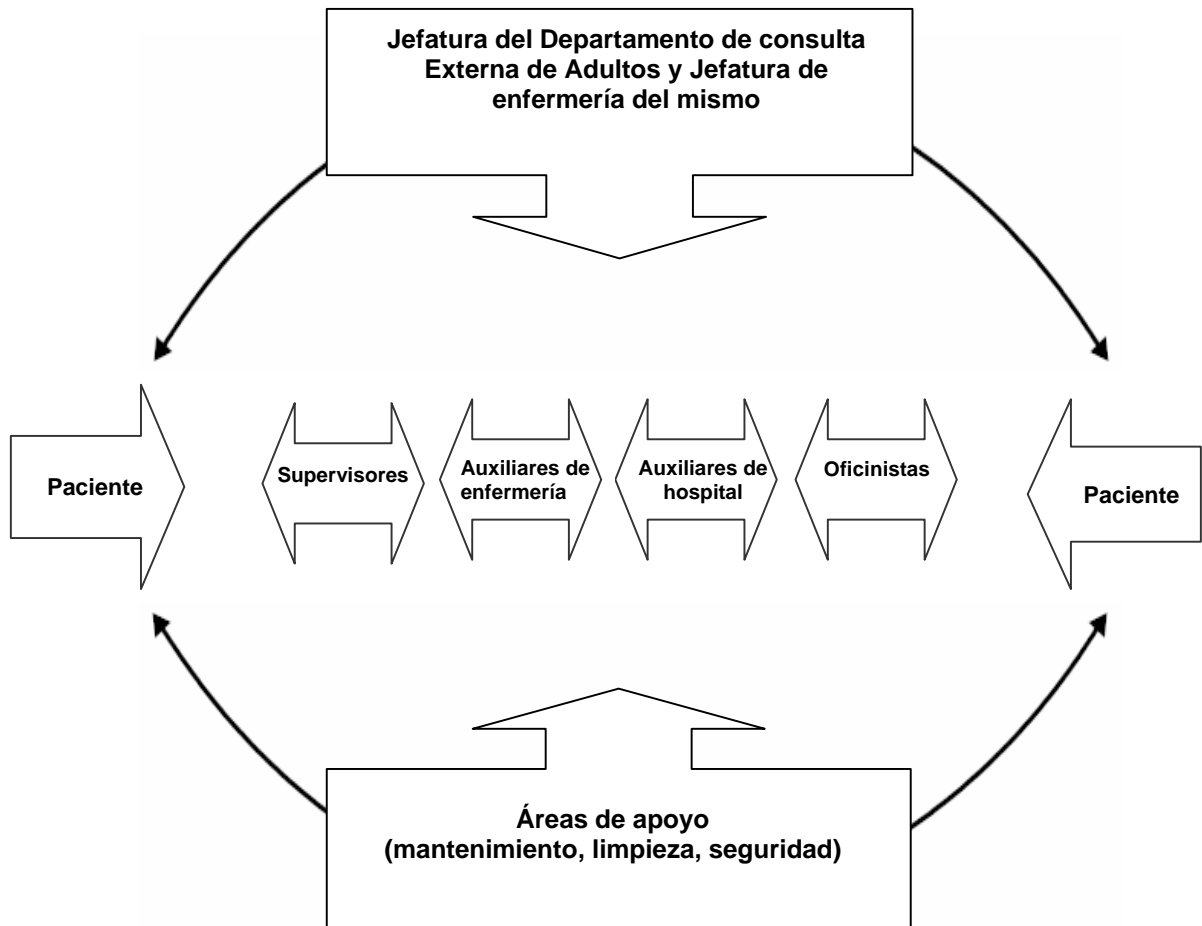 Jefatura del Departamento de consulta
Externa de Adultos y Jefatura de
enfermería del mismo
Paciente
Supervisores
Auxiliares de
enfermería
Auxiliares de
hospital
Oficinistas
Paciente
Áreas de apoyo
(mantenimiento, limpieza, seguridad)